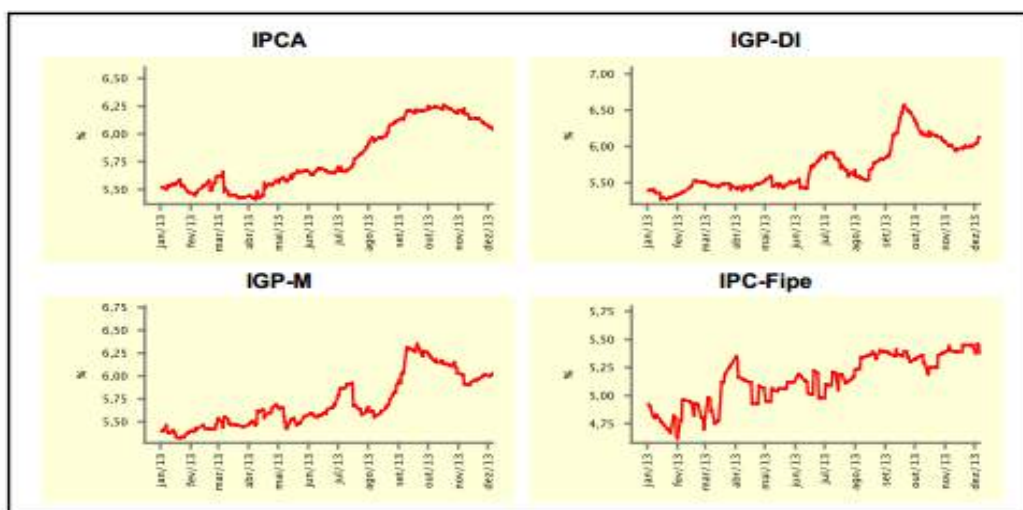 IPCA
6,50
6,25
6,00
5,75
5,50
%
jan/13
fev/13
mar/13
abr/13
mai/13
jun/13
jul/13
ago/13
set/13
out/13
nov/13
dez/13
IGP-DI
7,00
6,50
6,00
5,50
%
jan/13
fev/13
mar/13
abr/13
mai/13
jun/13
jul/13
ago/13
set/13
out/13
nov/13
dez/13
IGP-M
6,75
6,50
6,25
6,00
5,75
5,50
%
jan/13
fev/13
mar/13
abr/13
mai/13
jun/13
jul/13
ago/13
set/13
out/13
nov/13
dez/13
IPC-Fipe
5,75
5,50
5,25
5,00
4,75
%
jan/13
fev/13
mar/13
abr/13
mai/13
jun/13
jul/13
ago/13
set/13
out/13
nov/13
dez/13